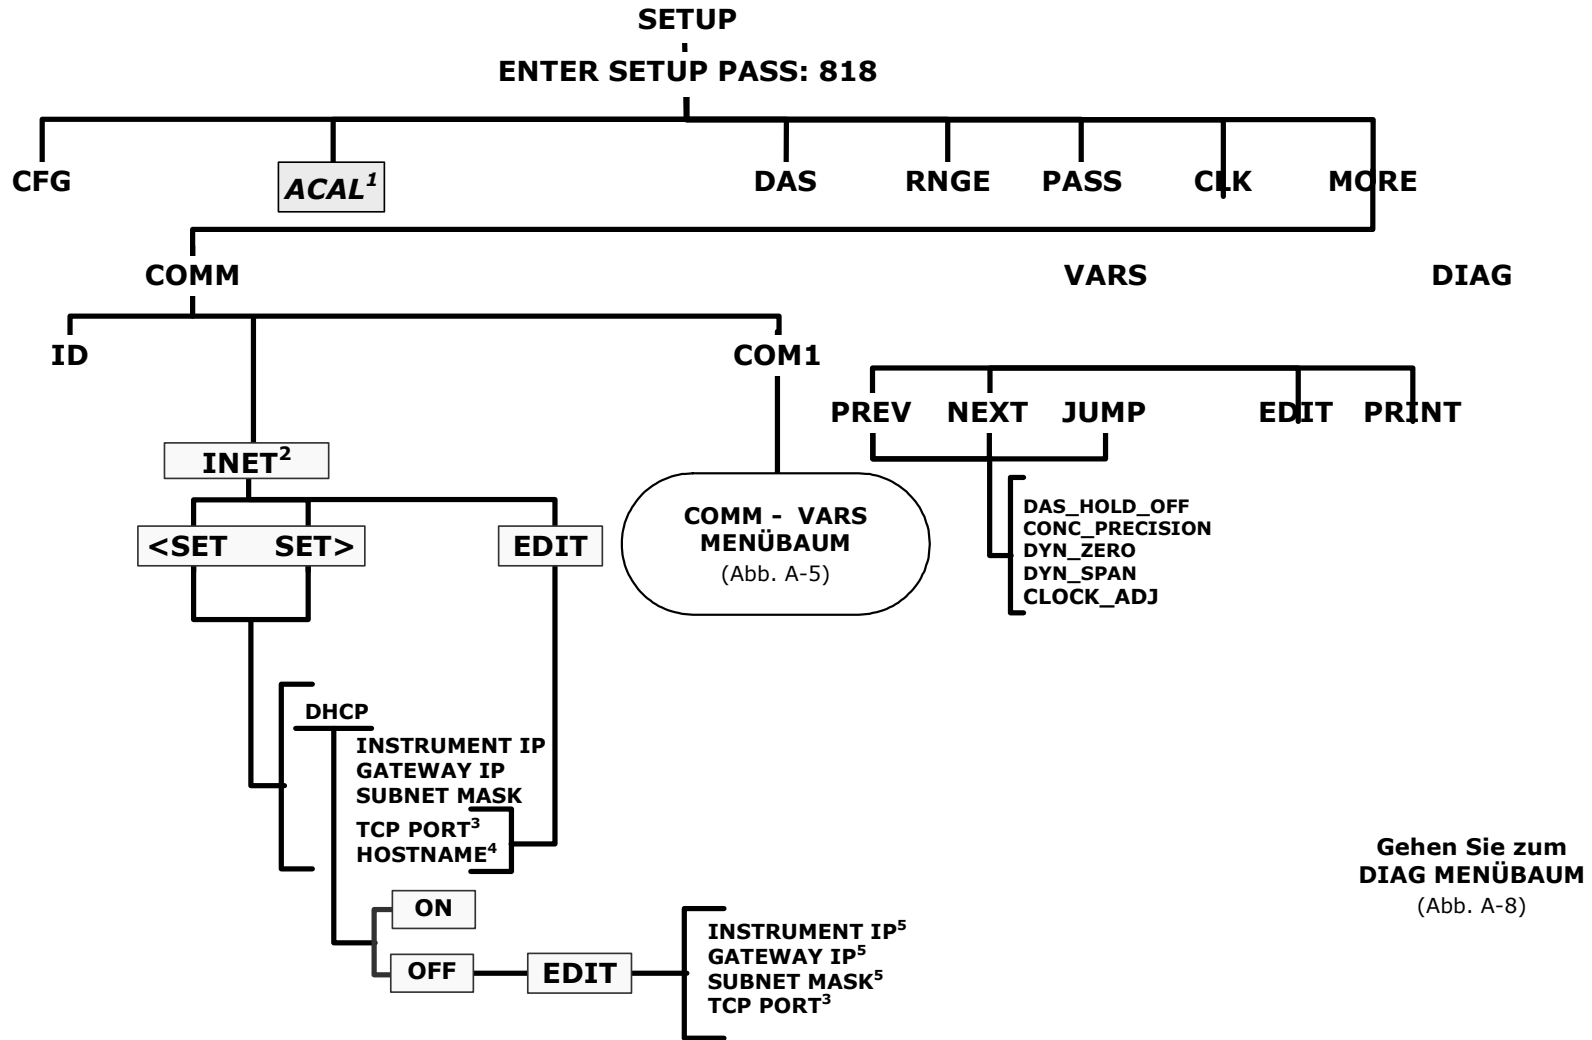 SETUP
ENTER SETUP PASS: 818
CFG ACAL¹ DAS RNGE PASS CLK MORE
COMM VARS DIAG
ID COM1
PREV NEXT JUMP EDIT PRINT
INET²
<SET SET> EDIT
COMM - VARS
MENÜBAUM
(Abb. A-5)
DAS_HOLD_OFF
CONC_PRECISION
DYN_ZERO
DYN_SPAN
CLOCK_ADJ
DHCP
INSTRUMENT IP
GATEWAY IP
SUBNET MASK
TCP PORT³
HOSTNAME⁴
Gehen Sie zum
DIAG MENÜBAUM
(Abb. A-8)
ON
OFF EDIT
INSTRUMENT IP⁵
GATEWAY IP⁵
SUBNET MASK⁵
TCP PORT³